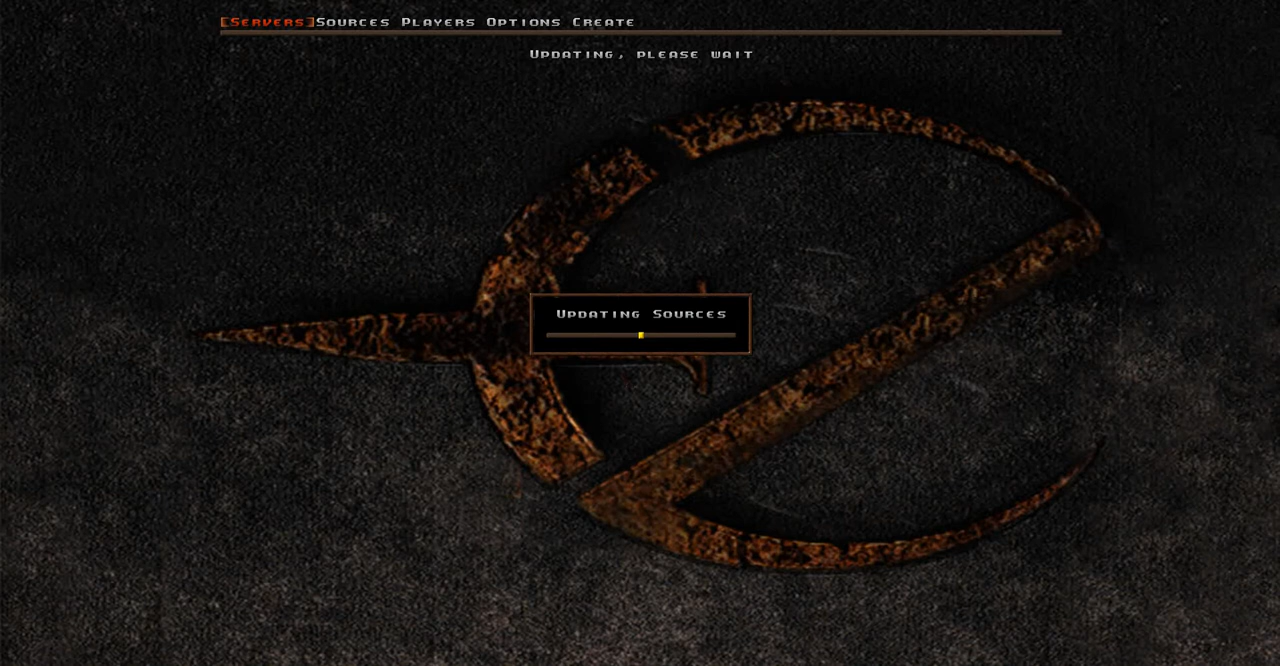 [Servers]Sources Players Options Create
Updating, please wait
Updating Sources